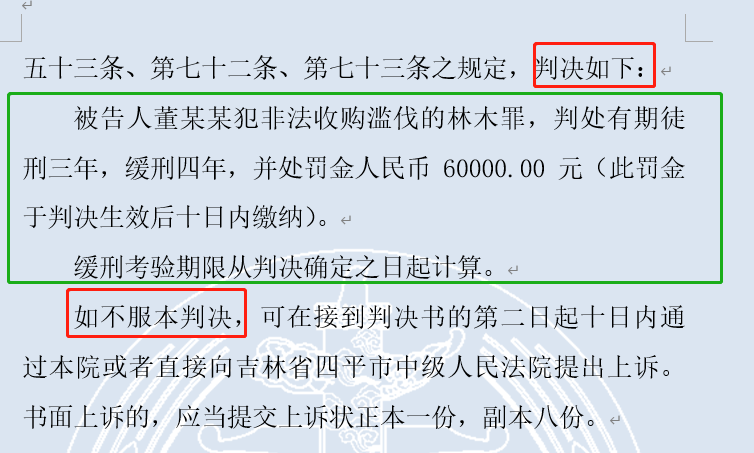 五十三条、第七十二条、第七十三条之规定，判决如下：
被告人董某某犯非法收购滥伐的林木罪，判处有期徒
刑三年，缓刑四年，并处罚金人民币 60000.00 元（此罚金
于判决生效后十日内缴纳）。
缓刑考验期限从判决确定之日起计算。
如不服本判决，可在接到判决书的第二日起十日内通
过本院或者直接向吉林省四平市中级人民法院提出上诉。
书面上诉的，应当提交上诉状正本一份，副本八份。